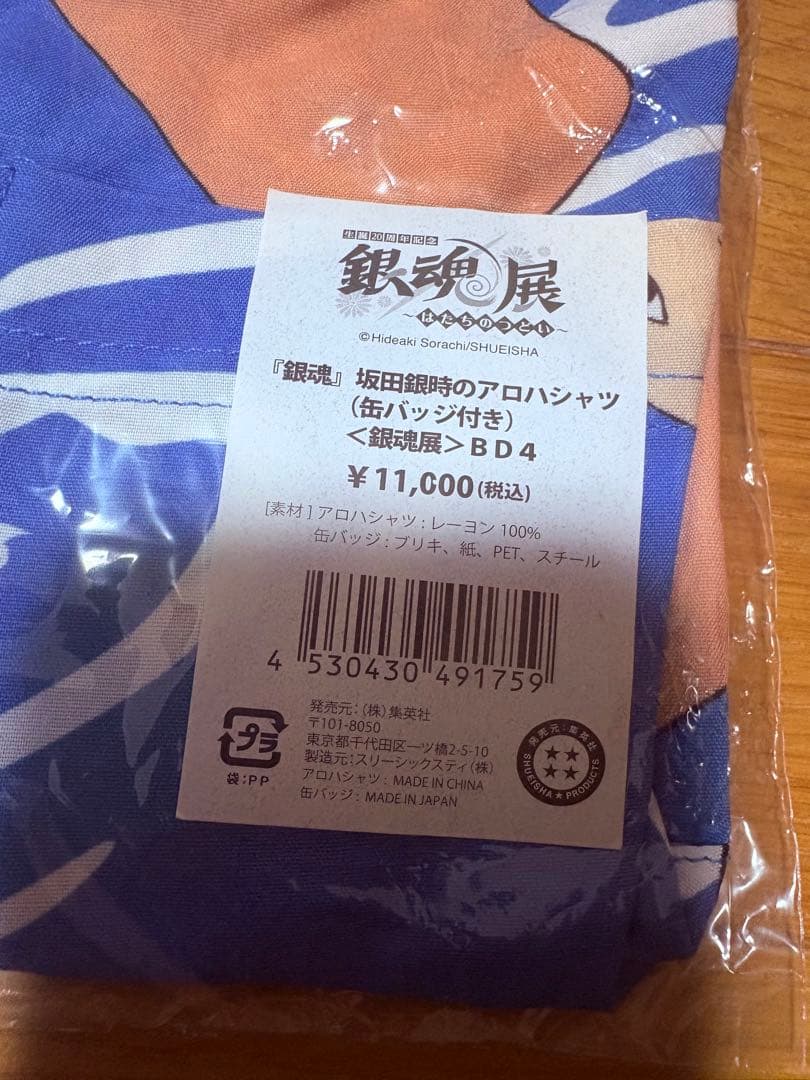 生誕20周年記念
銀魂展
～はたちのつどい～
©Hideaki Sorachi/SHUEISHA
『銀魂』坂田銀時のアロハシャツ
（缶バッジ付き）
＜銀魂展＞ＢＤ４
￥11,000(税込)
[素材] アロハシャツ : レーヨン 100%
缶バッジ : ブリキ、紙、PET、スチール
4 530430 491759
プラ
袋:PP
発売元 : (株)集英社
〒101-8050
東京都千代田区一ツ橋2-5-10
製造元 : スリーシックスティ(株)
アロハシャツ : MADE IN CHINA
缶バッジ : MADE IN JAPAN
発売元:集英社
SHUEISHA★PRODUCTS